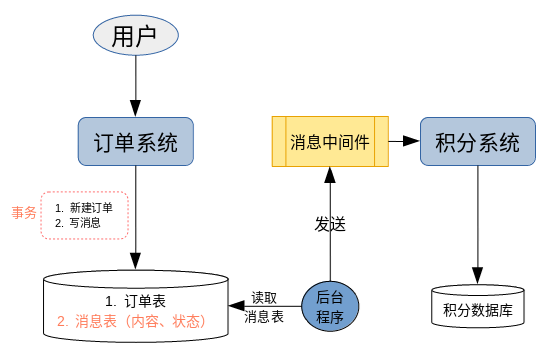 用户
订单系统
消息中间件
积分系统
事务
1. 新建订单
2. 写消息
发送
1. 订单表
2. 消息表（内容、状态）
读取
消息表
后台
程序
积分数据库